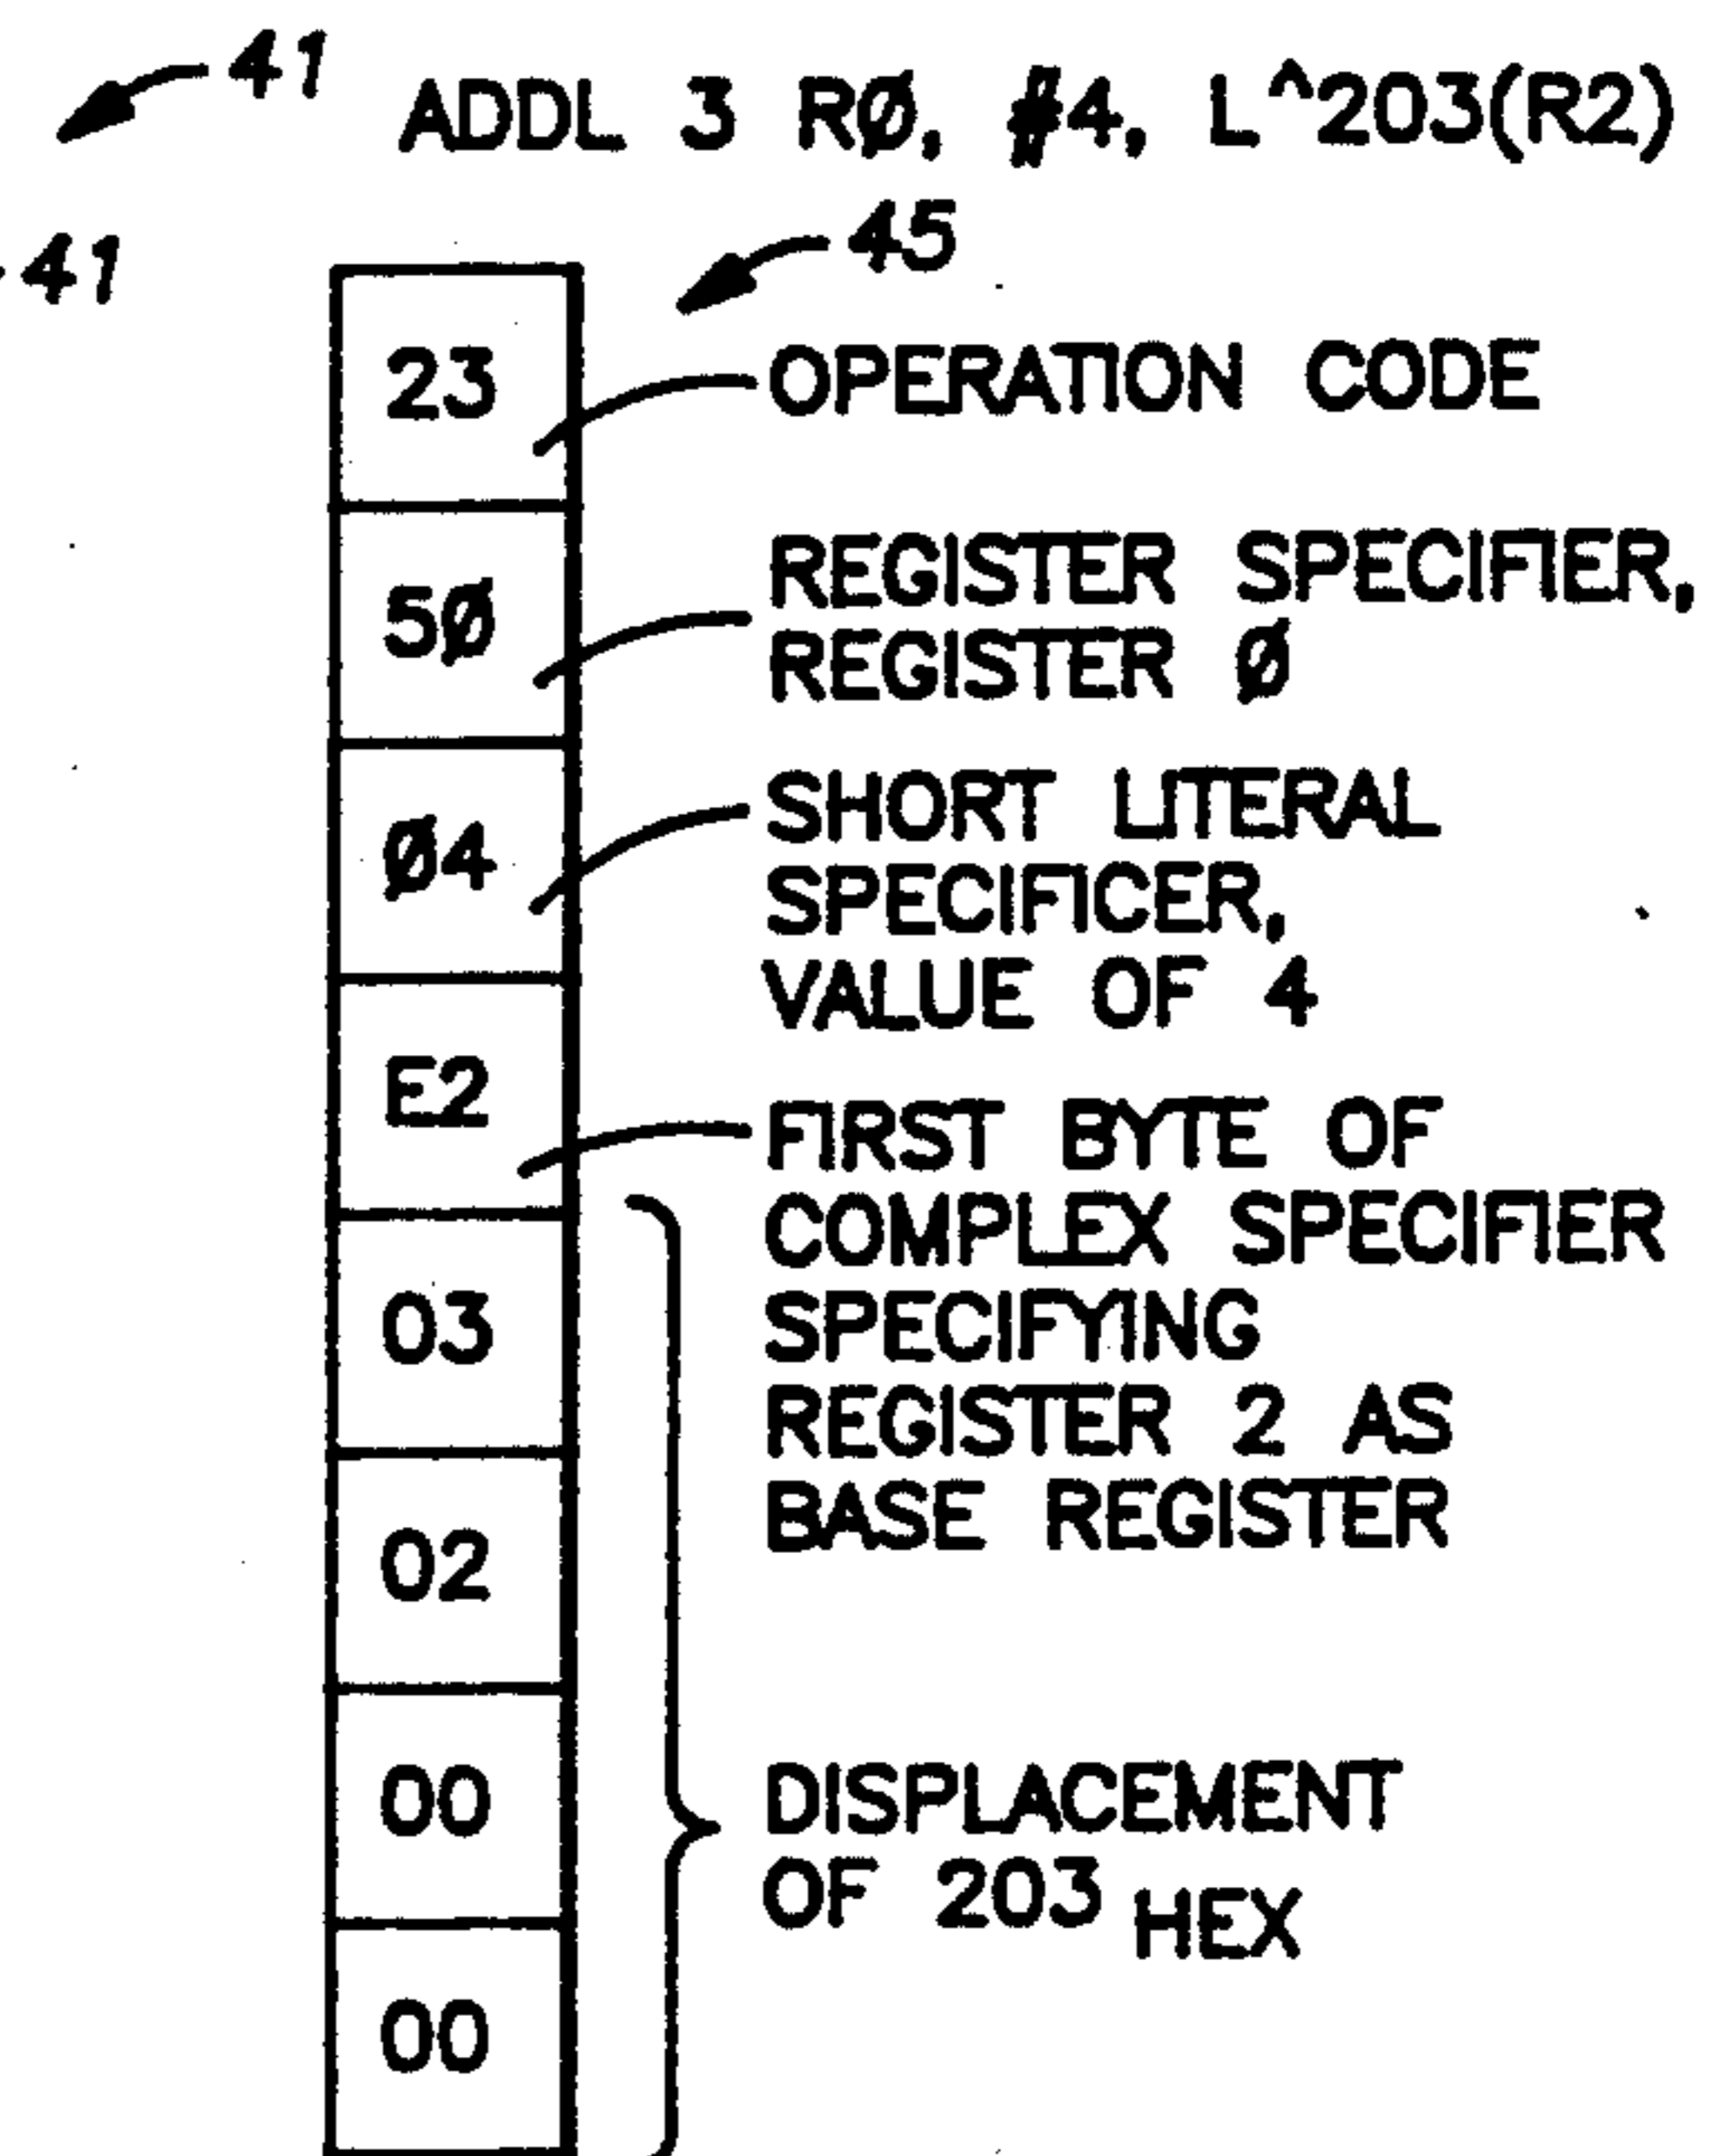 41
ADDL 3 RØ, #4, L^203(R2)
41
45
23
OPERATION CODE
5Ø
REGISTER SPECIFIER,
REGISTER Ø
Ø4
SHORT LITERAL
SPECIFICER,
VALUE OF 4
E2
FIRST BYTE OF
COMPLEX SPECIFIER
SPECIFYING
REGISTER 2 AS
BASE REGISTER
03
02
00
00
DISPLACEMENT
OF 203 HEX